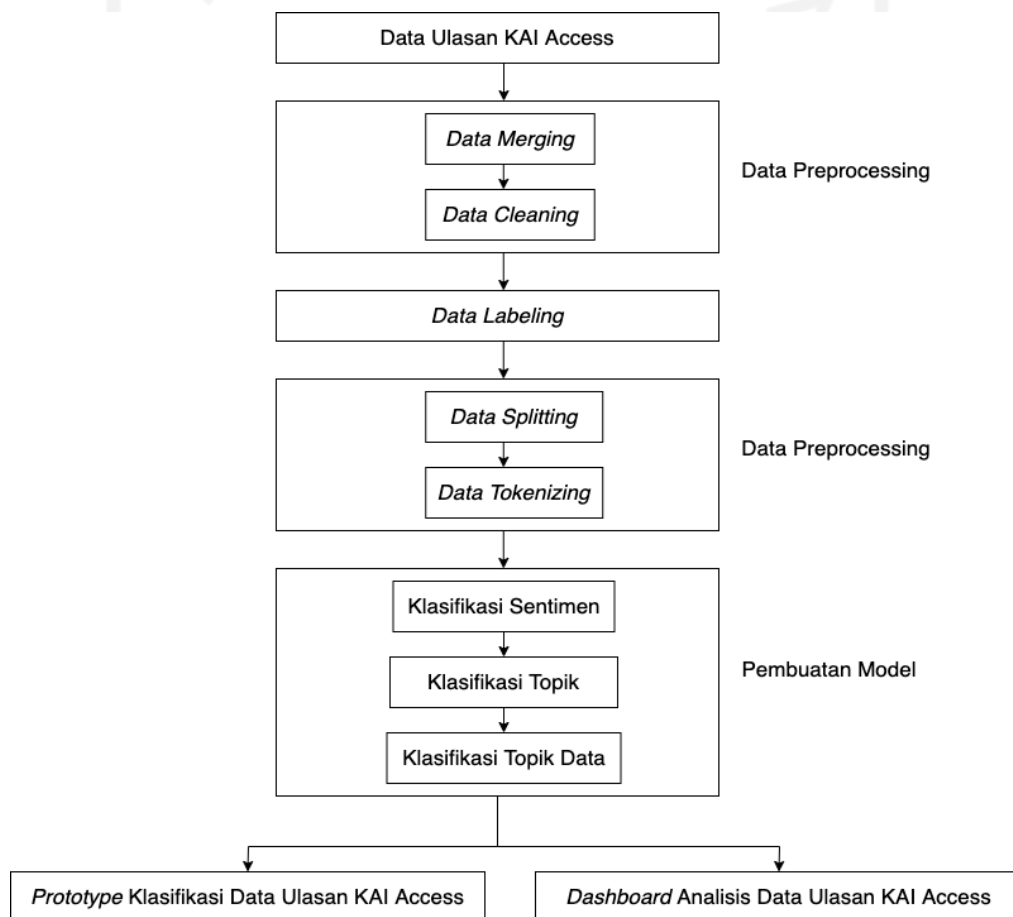 Data Ulasan KAI Access
Data Merging
Data Preprocessing
Data Cleaning
Data Labeling
Data Splitting
Data Preprocessing
Data Tokenizing
Klasifikasi Sentimen
Klasifikasi Topik
Pembuatan Model
Klasifikasi Topik Data
Prototype Klasifikasi Data Ulasan KAI Access
Dashboard Analisis Data Ulasan KAI Access